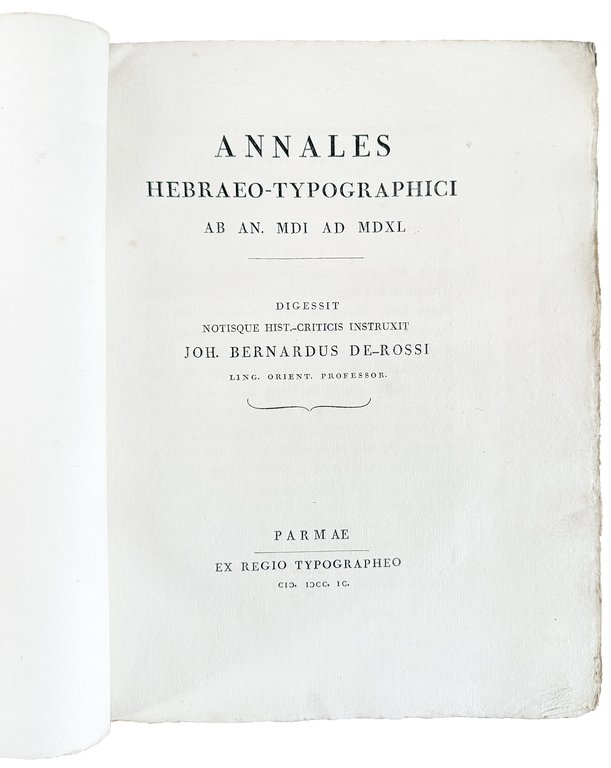 ANNALES
HEBRAEO-TYPOGRAPHICI
AB AN. MDI AD MDXL
DIGESSIT
NOTISQUE HIST.-CRITICIS INSTRUXIT
JOH. BERNARDUS DE-ROSSI
LING. ORIENT. PROFESSOR.
PARMAE
EX REGIO TYPOGRAPHEO
CIↃ. IↃCC. IC.